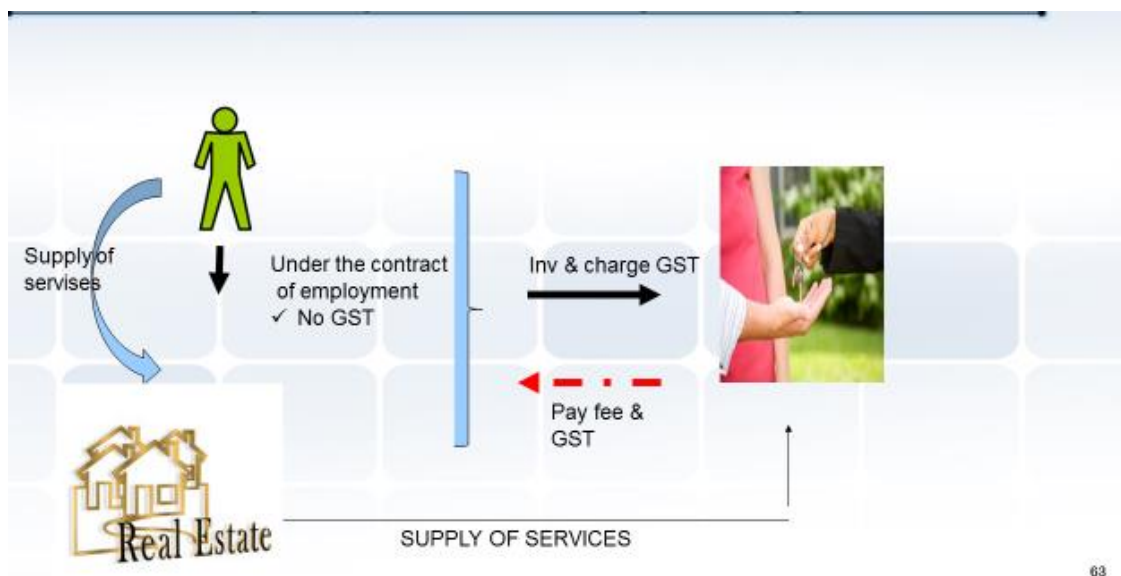 Supply of
servises
Under the contract
of employment
✓ No GST
Inv & charge GST
Pay fee &
GST
Real Estate
SUPPLY OF SERVICES
63